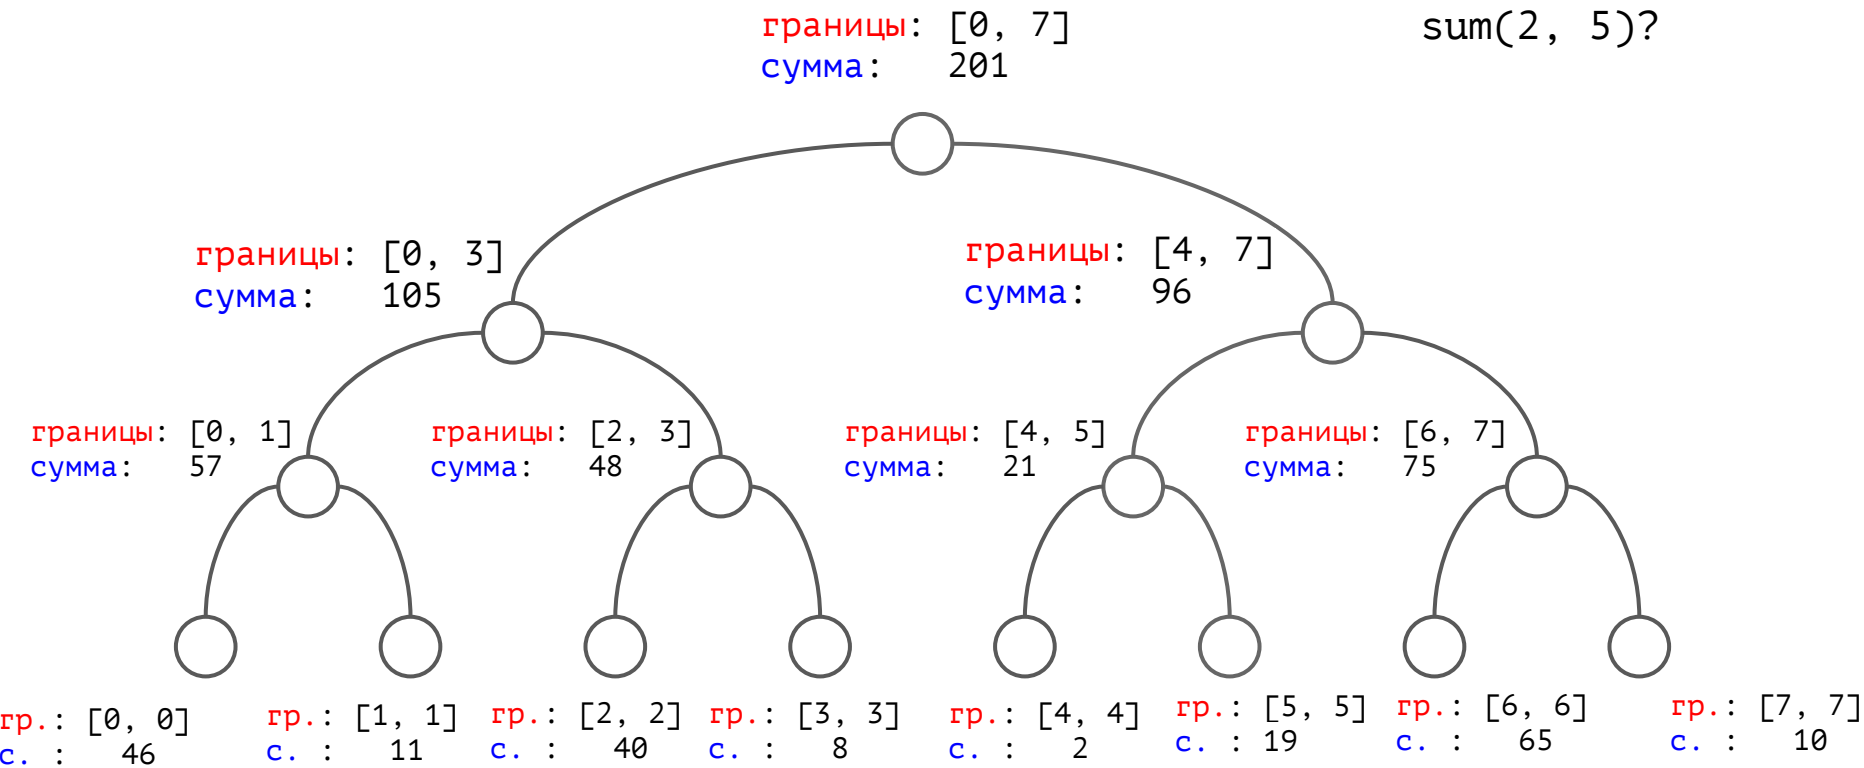 границы: [0, 7]
сумма: 201
sum(2, 5)?
границы: [0, 3]
сумма: 105
границы: [4, 7]
сумма: 96
границы: [0, 1]
сумма: 57
границы: [2, 3]
сумма: 48
границы: [4, 5]
сумма: 21
границы: [6, 7]
сумма: 75
гр.: [0, 0]
с. : 46
гр.: [1, 1]
с. : 11
гр.: [2, 2]
с. : 40
гр.: [3, 3]
с. : 8
гр.: [4, 4]
с. : 2
гр.: [5, 5]
с. : 19
гр.: [6, 6]
с. : 65
гр.: [7, 7]
с. : 10